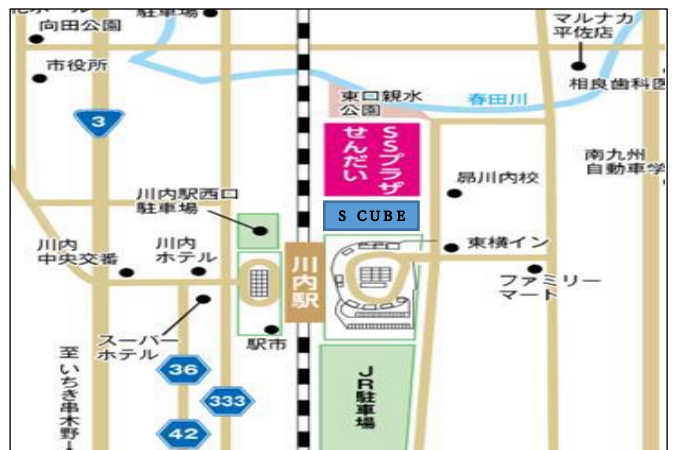 駐車場
向田公園
市役所
マルナカ
平佐店
相良歯科医
東口親水
公園
春田川
3
SSプラザ
せんだい
南九州
自動車学
昴川内校
川内駅西口
駐車場
S CUBE
川内
中央交番
川内
ホテル
川内駅
東横イン
ファミリー
マート
スーパー
ホテル
駅市
至いちき串木野
36
333
42
JR駐車場